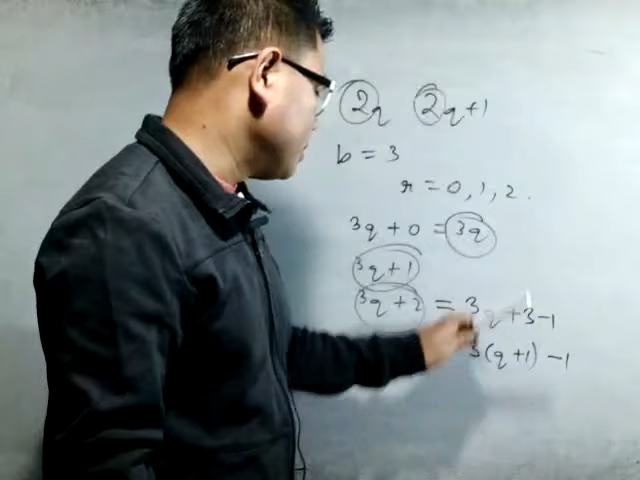 2q 2q+1
b = 3
r = 0, 1, 2.
3q + 0 = 3q
3q + 1
3q + 2 = 3q + 3 - 1
3(q + 1) - 1